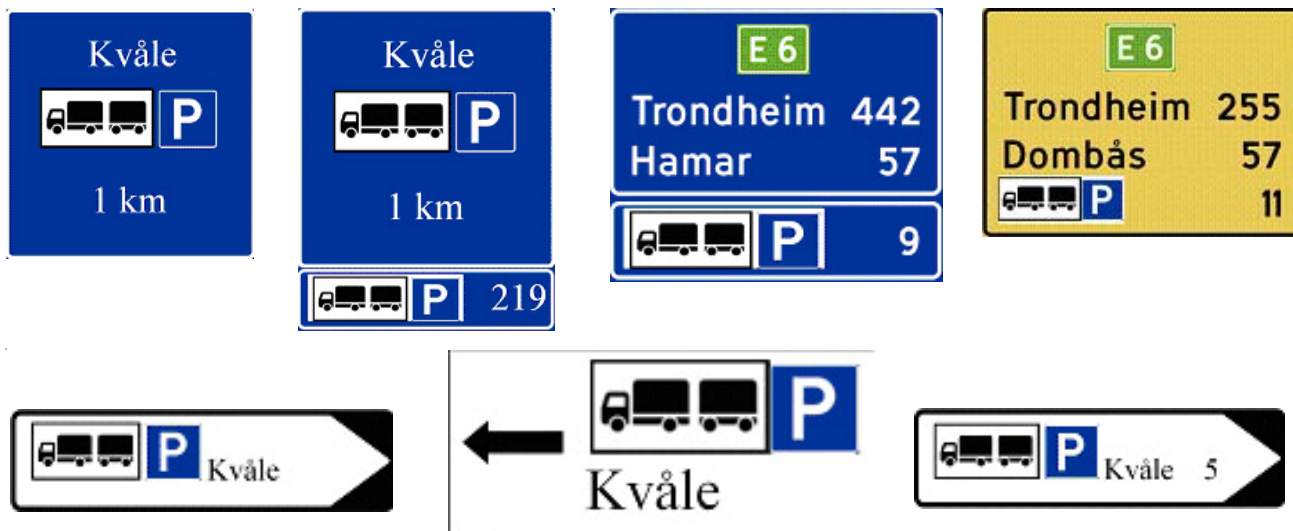 Kvåle
P
1 km
Kvåle
P
1 km
P 219
E 6
Trondheim 442
Hamar 57
P 9
E 6
Trondheim 255
Dombås 57
P 11
P Kvåle
P
Kvåle
P Kvåle 5